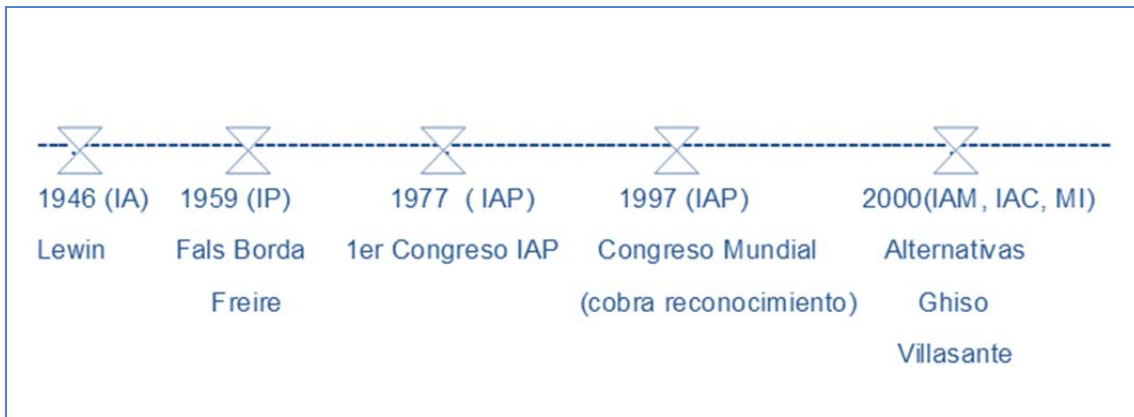 1946 (IA) 1959 (IP) 1977 ( IAP) 1997 (IAP) 2000(IAM, IAC, MI)
Lewin Fals Borda 1er Congreso IAP Congreso Mundial Alternativas
Freire (cobra reconocimiento) Ghiso
Villasante